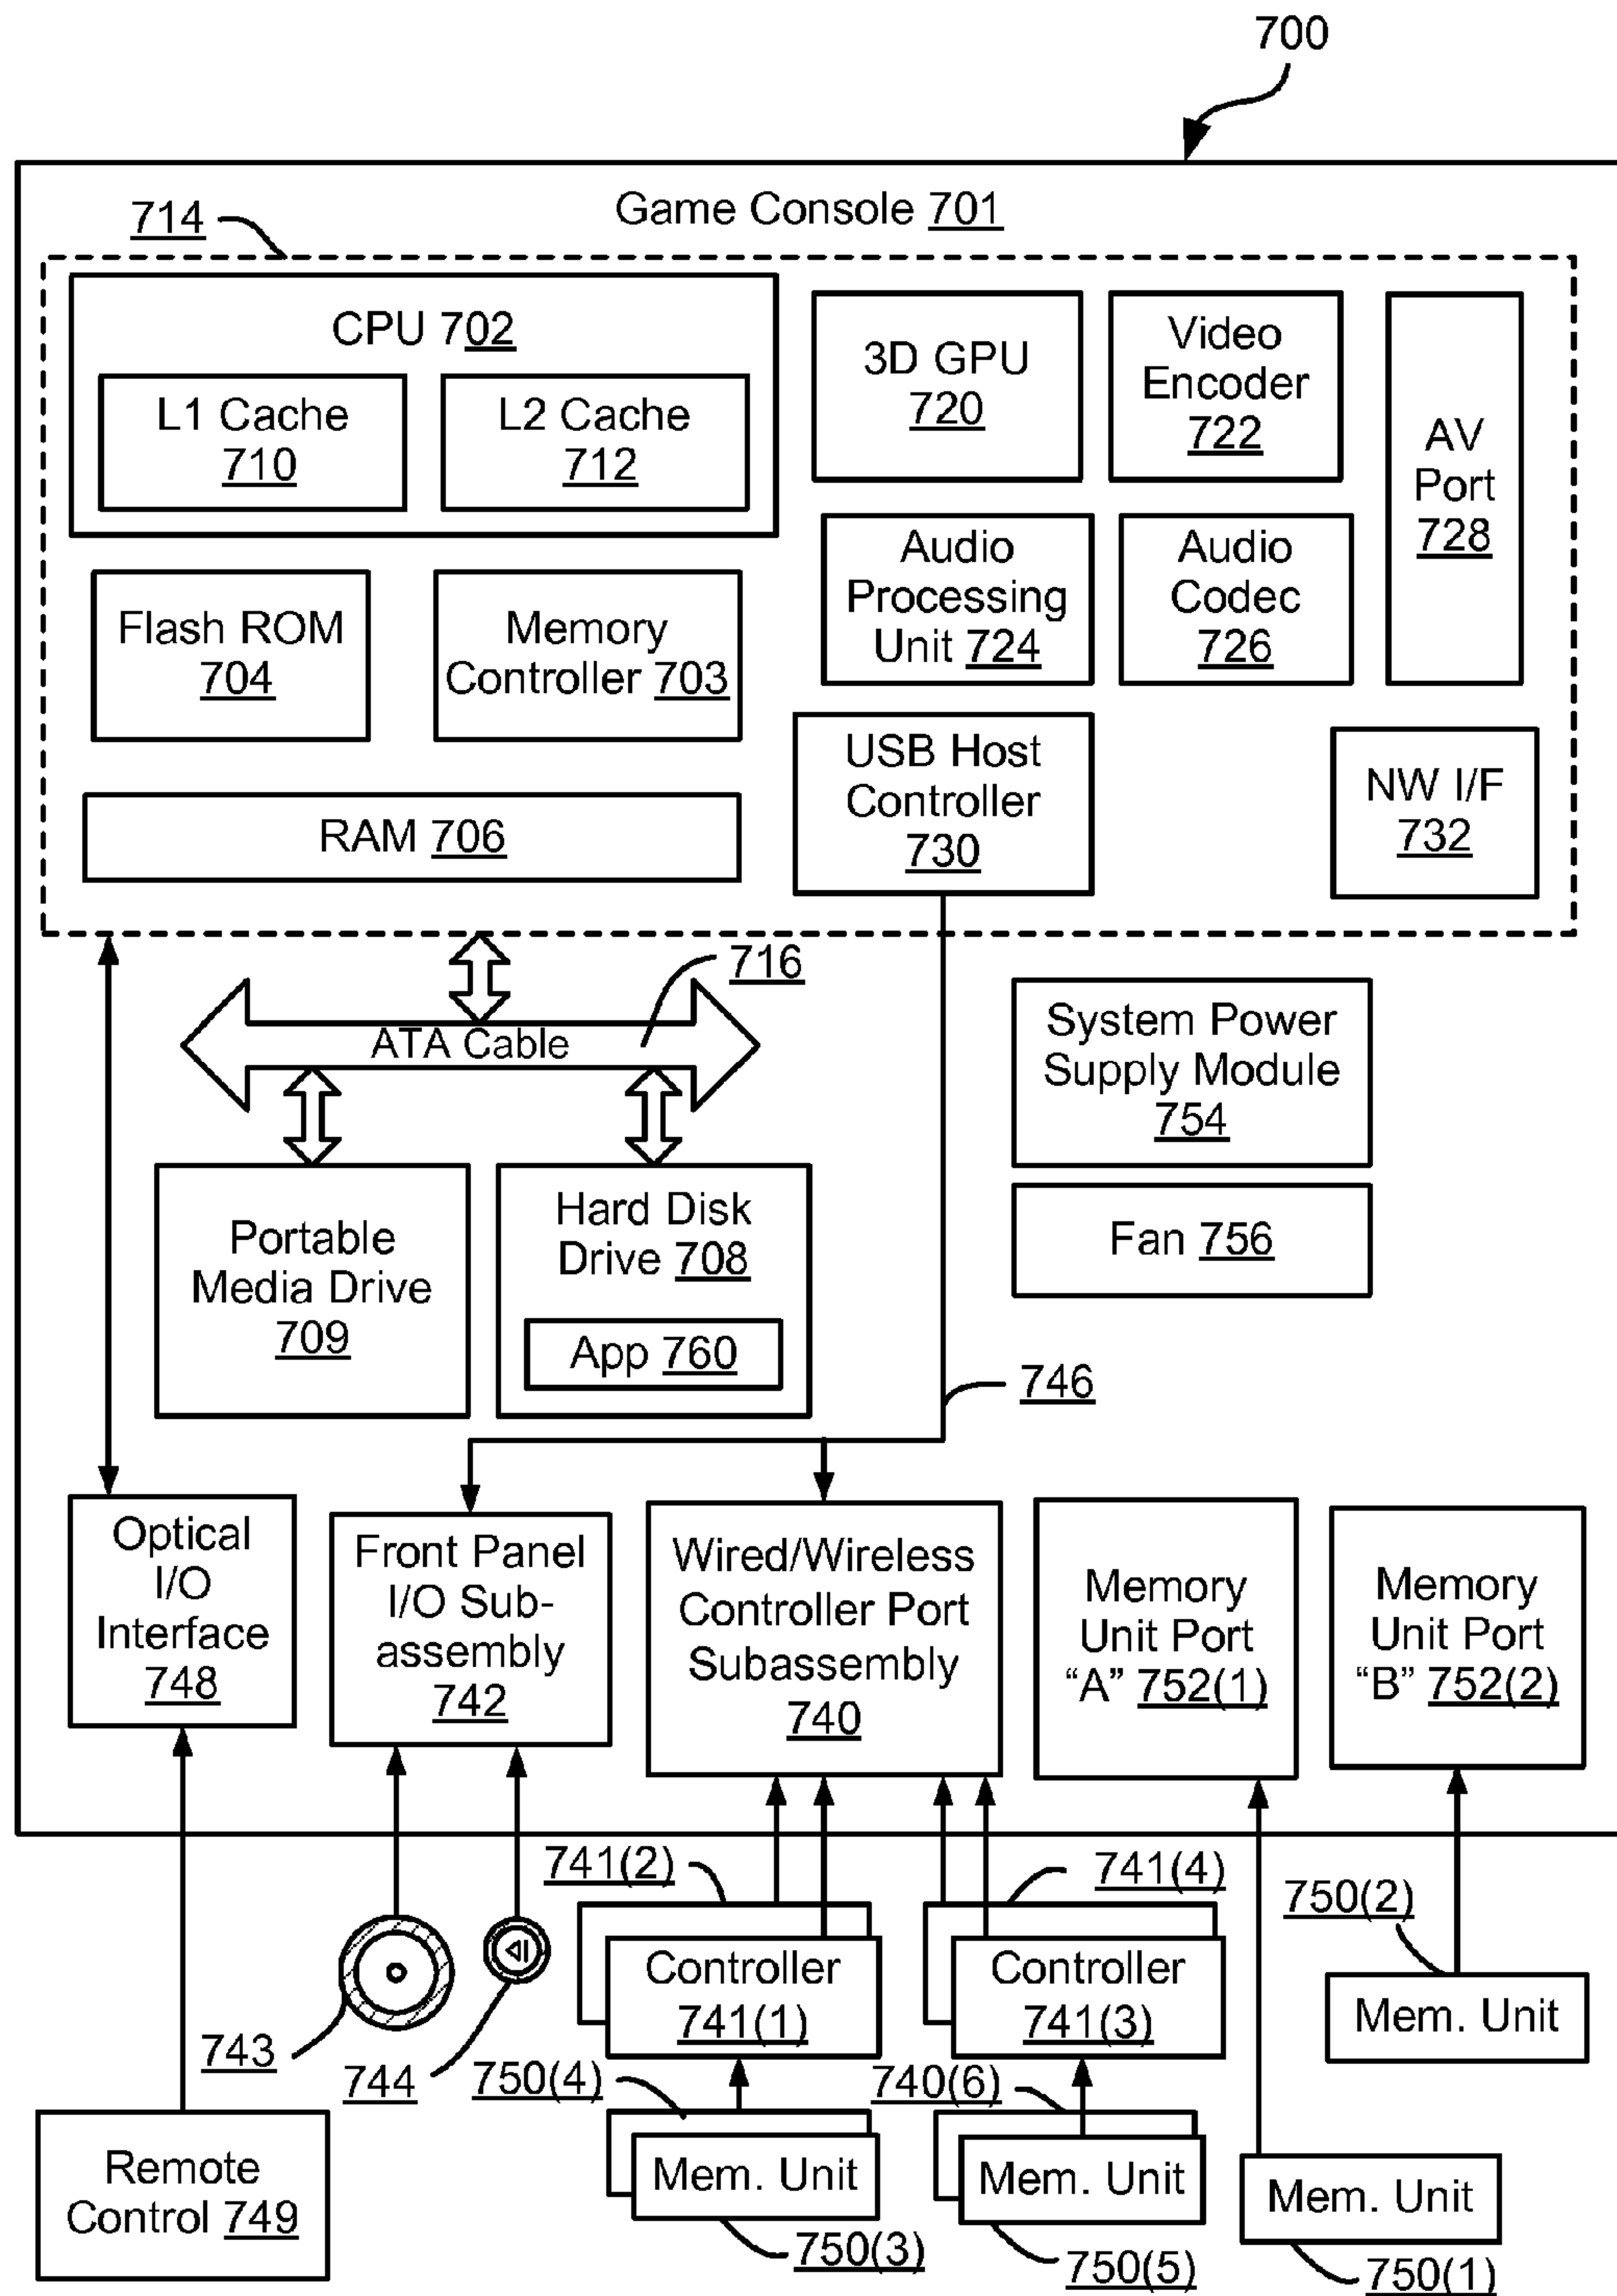 700
Game Console 701
714
CPU 702
L1 Cache
710
L2 Cache
712
3D GPU
720
Video
Encoder
722
AV
Port
728
Flash ROM
704
Memory
Controller 703
Audio
Processing
Unit 724
Audio
Codec
726
RAM 706
USB Host
Controller
730
NW I/F
732
716
ATA Cable
System Power
Supply Module
754
Fan 756
Portable
Media Drive
709
Hard Disk
Drive 708
App 760
746
Optical
I/O
Interface
748
Front Panel
I/O Sub-
assembly
742
Wired/Wireless
Controller Port
Subassembly
740
Memory
Unit Port
“A” 752(1)
Memory
Unit Port
“B” 752(2)
741(2)
741(4)
750(2)
Controller
741(1)
Controller
741(3)
Mem. Unit
743
744
750(4)
740(6)
Remote
Control 749
Mem. Unit
Mem. Unit
Mem. Unit
750(3)
750(5)
750(1)